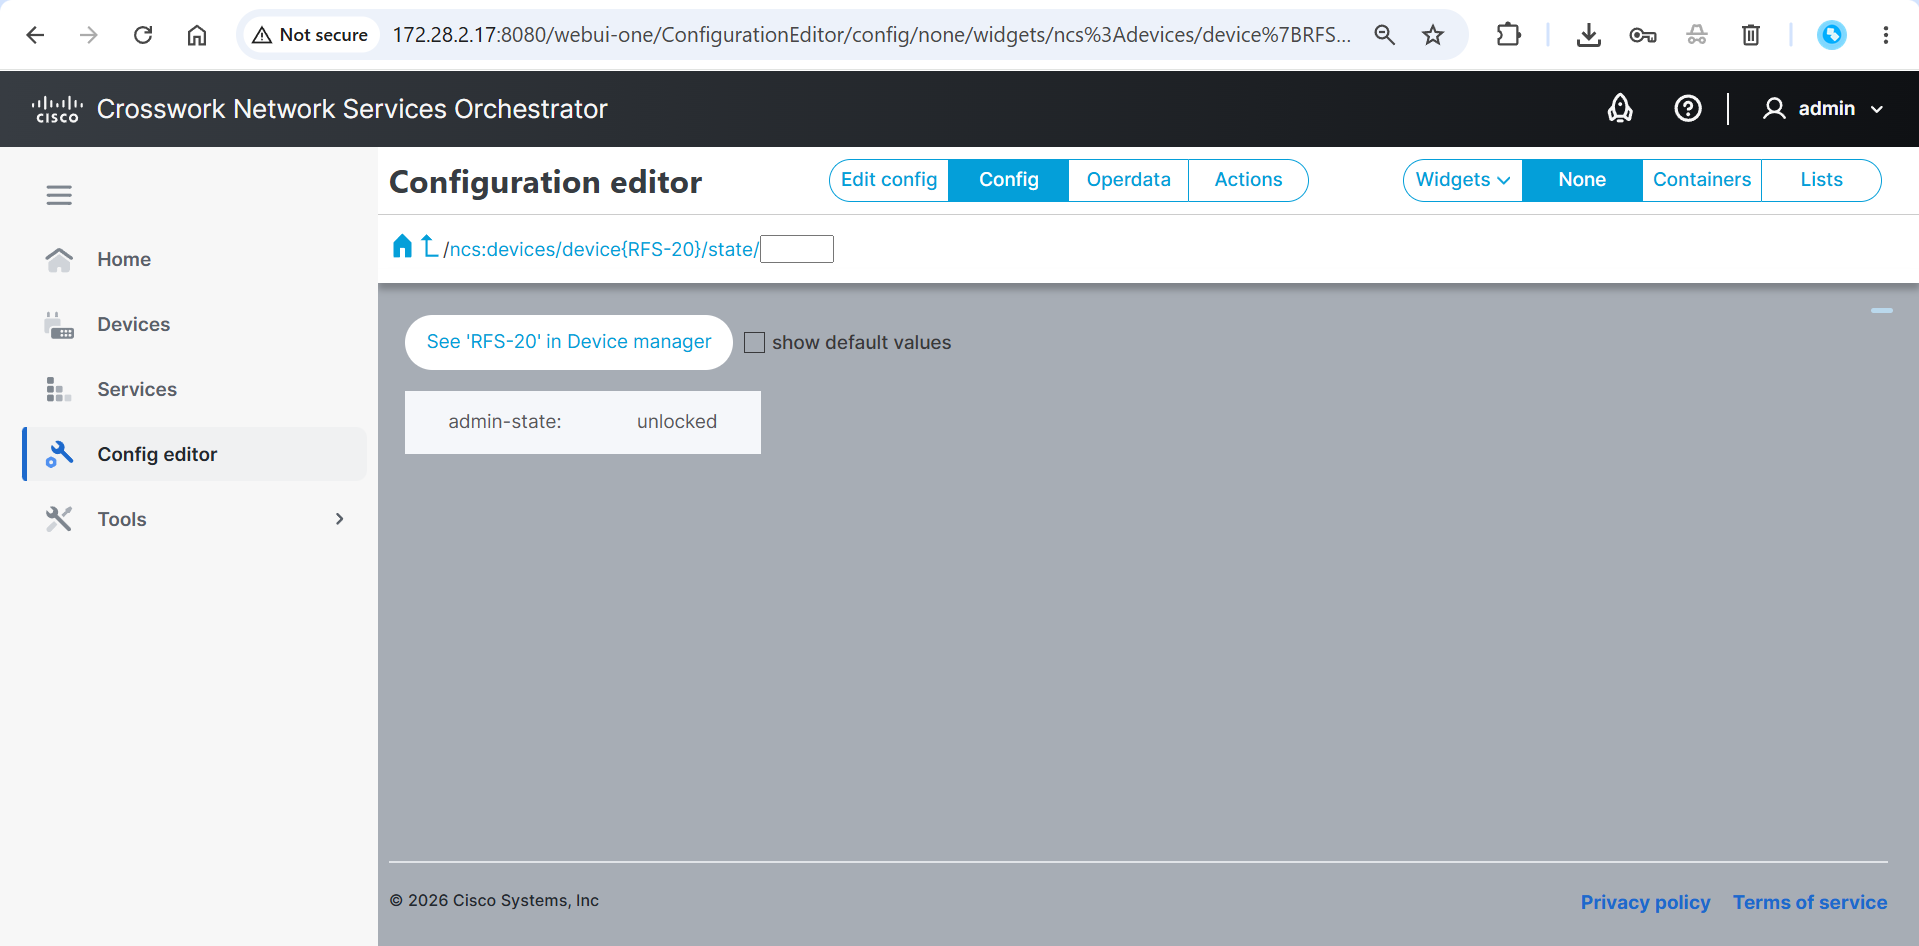 Not secure 172.28.2.17:8080/webui-one/ConfigurationEditor/config/none/widgets/ncs%3Adevices/device%7BRFS...
cisco Crosswork Network Services Orchestrator admin
Configuration editor Edit config Config Operdata Actions Widgets None Containers Lists
/ncs:devices/device{RFS-20}/state/
Home
Devices
Services
Config editor
Tools
See 'RFS-20' in Device manager show default values
admin-state: unlocked
© 2026 Cisco Systems, Inc Privacy policy Terms of service